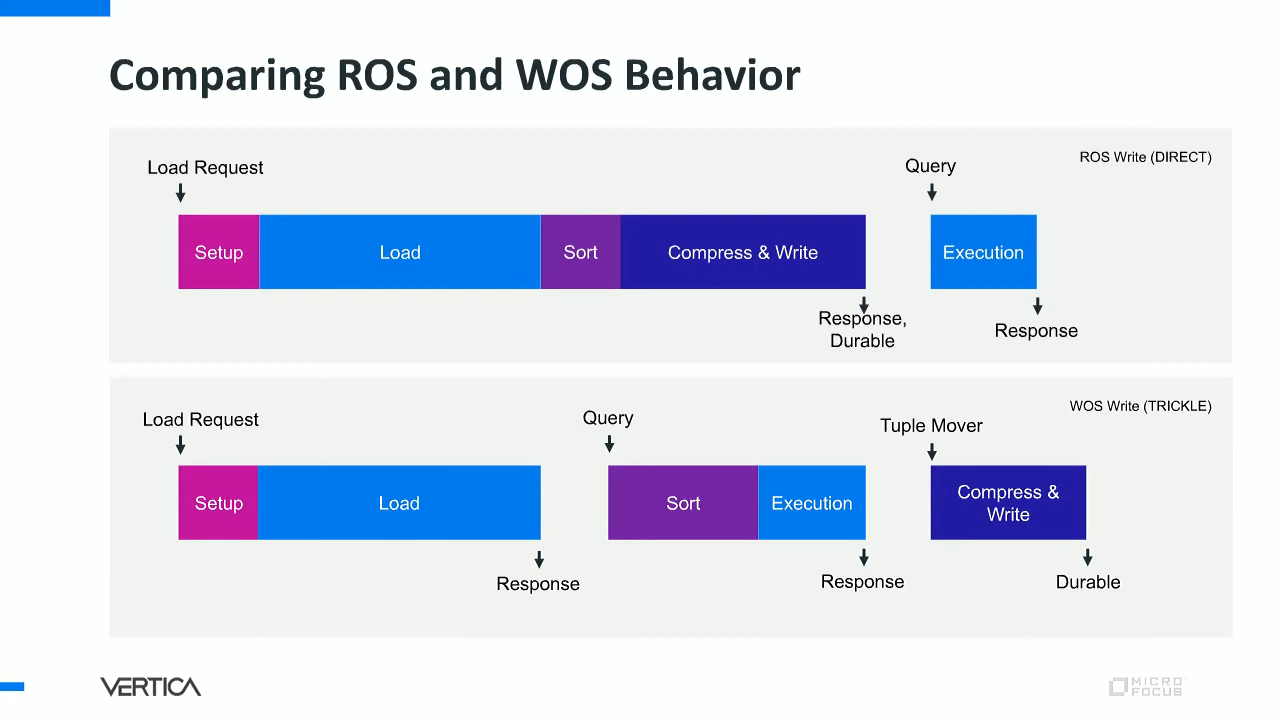 Comparing ROS and WOS Behavior
ROS Write (DIRECT)
Load Request
Query
Setup
Load
Sort
Compress & Write
Execution
Response,
Durable
Response
WOS Write (TRICKLE)
Load Request
Query
Tuple Mover
Setup
Load
Sort
Execution
Compress &
Write
Response
Response
Durable
VERTICA
MICRO
FOCUS